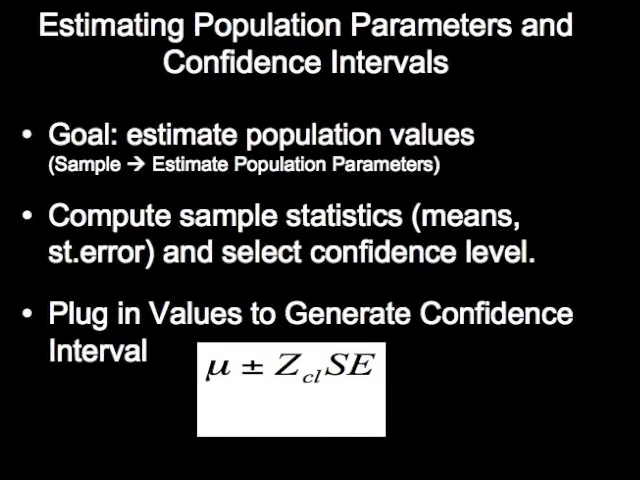 Estimating Population Parameters and
Confidence Intervals
• Goal: estimate population values
(Sample → Estimate Population Parameters)
• Compute sample statistics (means,
st.error) and select confidence level.
• Plug in Values to Generate Confidence
Interval
μ ± Z_cl SE